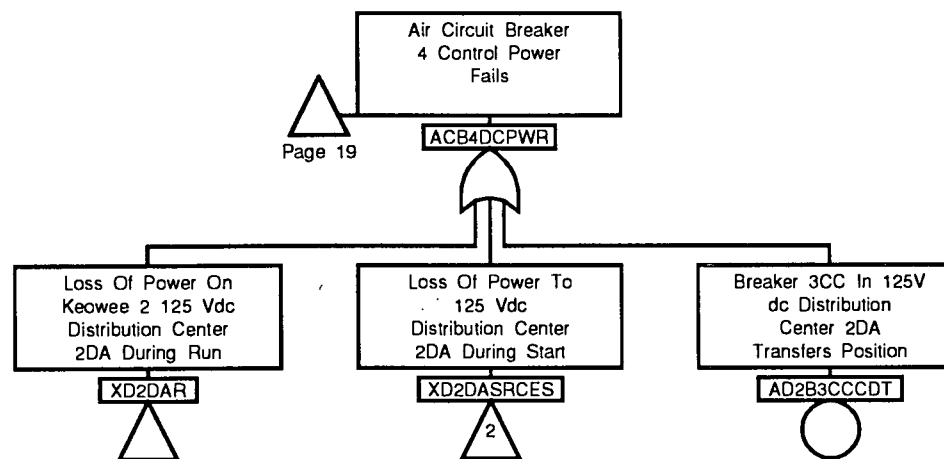 Air Circuit Breaker
4 Control Power
Fails
Page 19
ACB4DCPWR
Loss Of Power On
Keowee 2 125 Vdc
Distribution Center
2DA During Run
XD2DAR
Loss Of Power To
125 Vdc
Distribution Center
2DA During Start
XD2DASRCES
2
Breaker 3CC In 125V
dc Distribution
Center 2DA
Transfers Position
AD2B3CCCDT